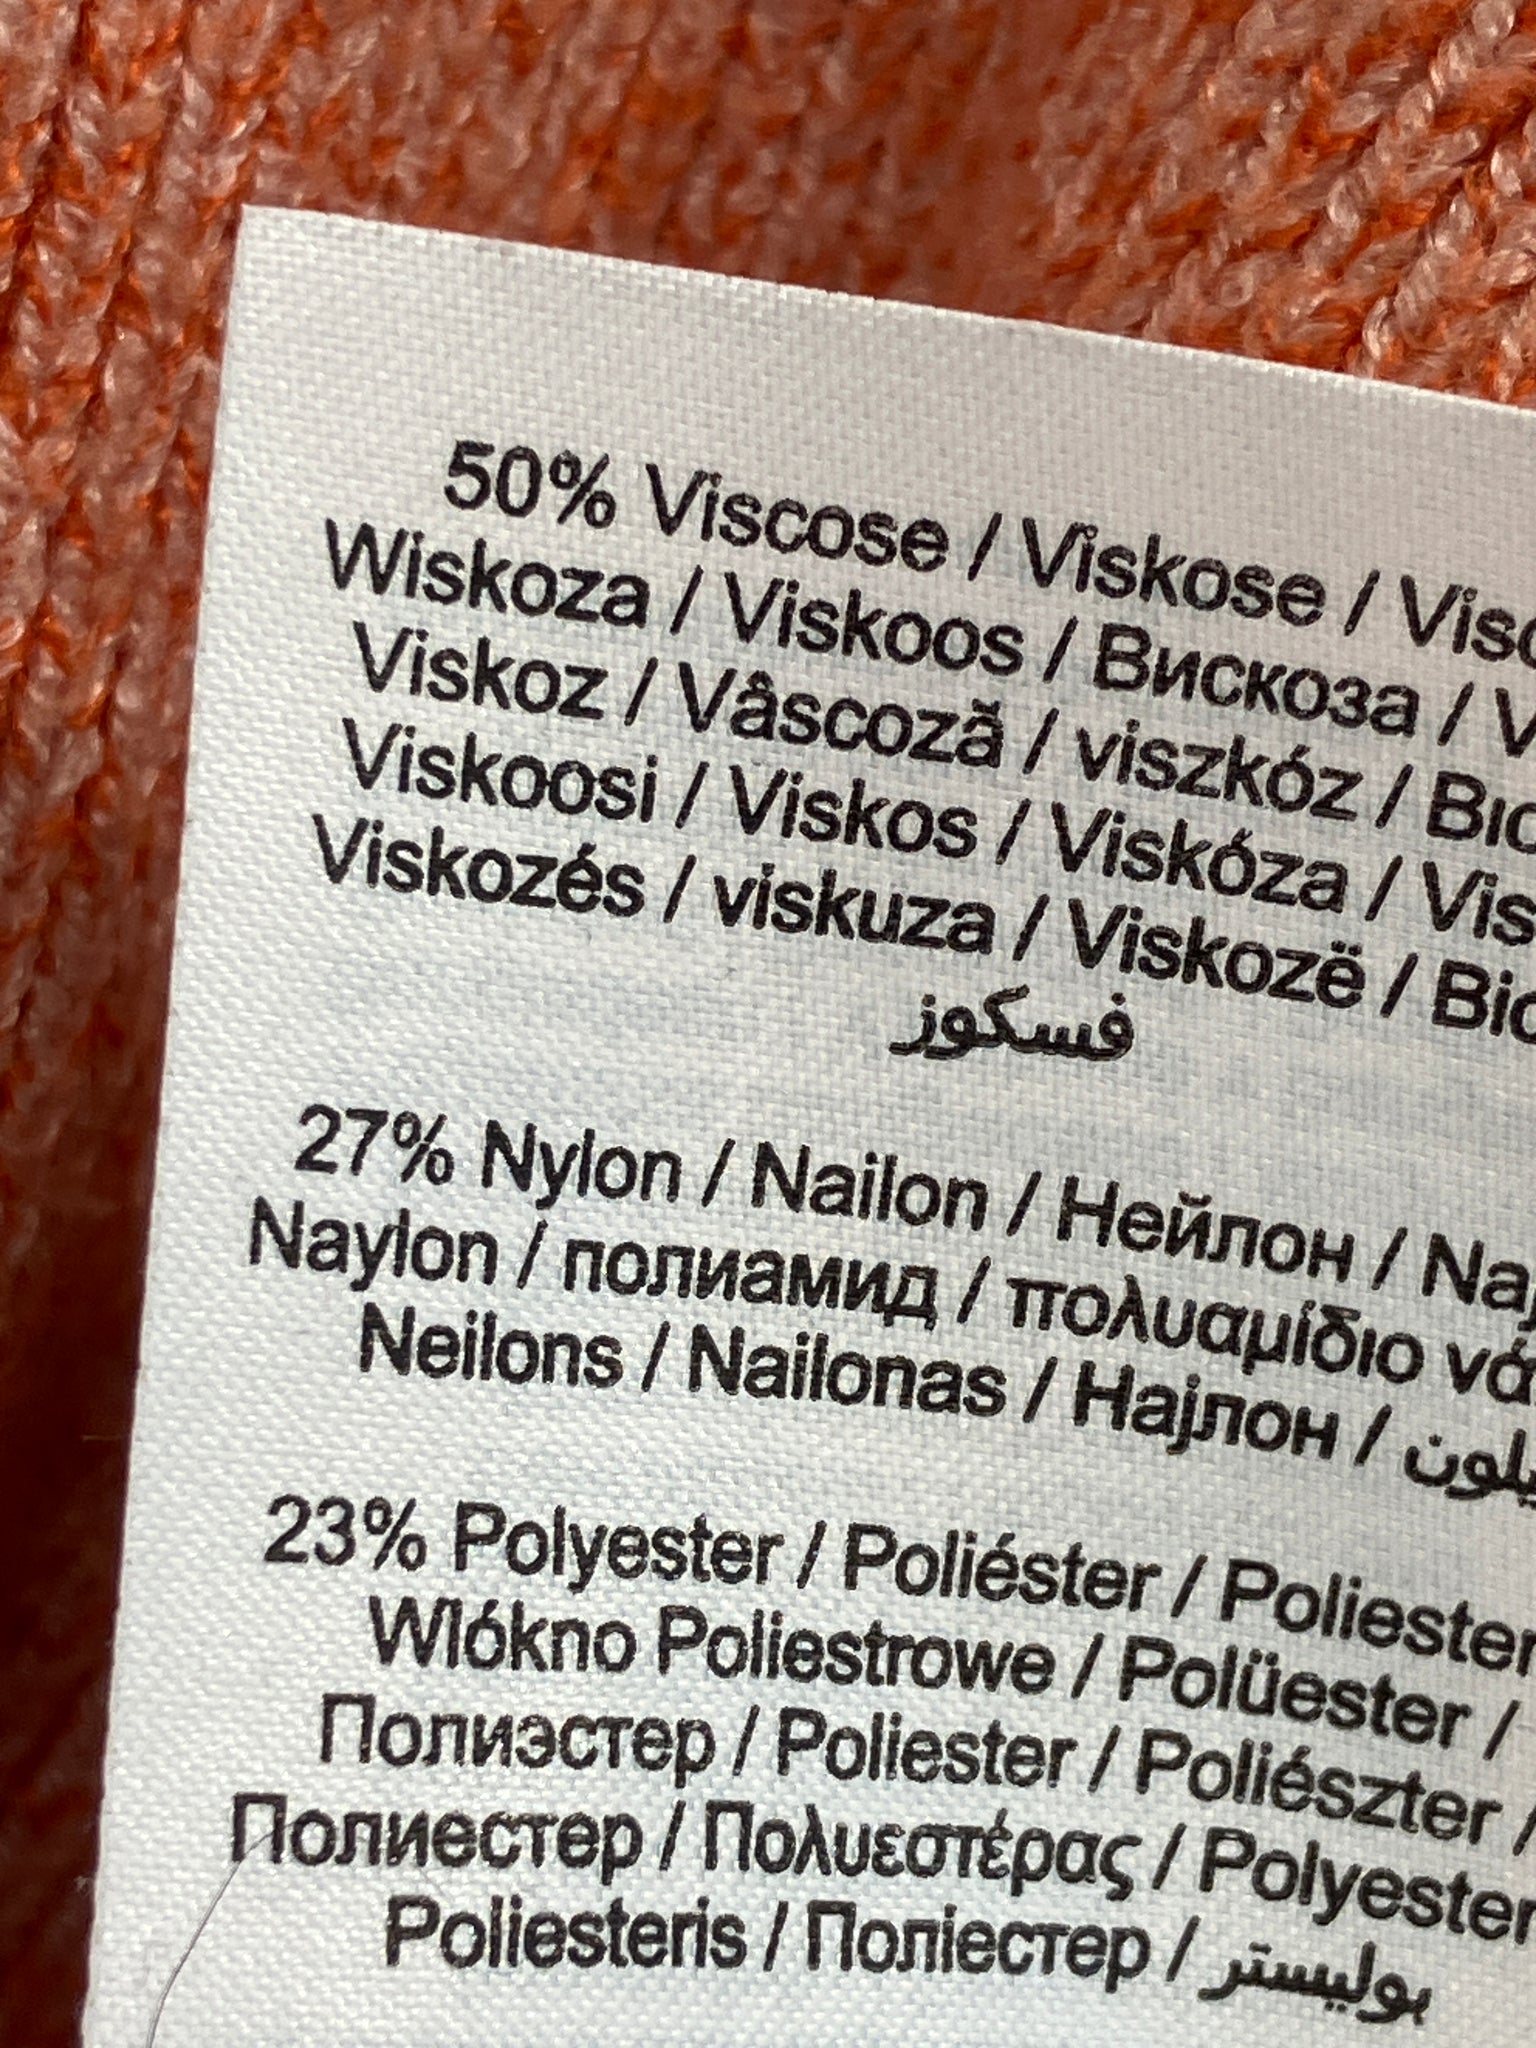 50% Viscose / Viskose /
Wiskoza / Viskoos / Вискоза /
Viskoz / Vâscoză / viszkóz /
Viskoosi / Viskos / Viskóza /
Viskozés / viskuza / Viskozë /
فسكوز
27% Nylon / Nailon / Нейлон /
Naylon / полиамид / πολυαμίδιο
Neilons / Nailonas / Најлон /
23% Polyester / Poliéster / Poliester
Wlókno Poliestrowe / Polüester /
Полиэстер / Poliester / Poliészter /
Полиестер / Πολυεστέρας / Polyester
Poliesteris / Поліестер / بوليستر